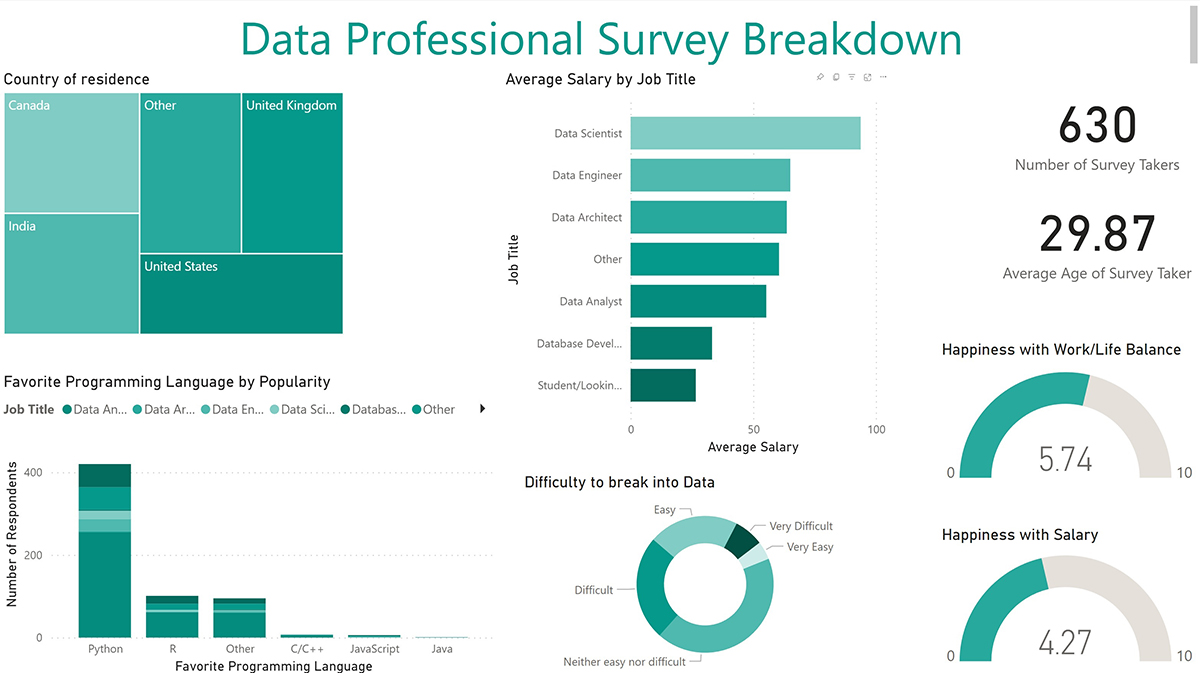 Data Professional Survey Breakdown
Country of residence
Canada
Other
United Kingdom
India
United States
Average Salary by Job Title
Job Title
Data Scientist
Data Engineer
Data Architect
Other
Data Analyst
Database Devel...
Student/Lookin...
0
50
100
Average Salary
630
Number of Survey Takers
29.87
Average Age of Survey Taker
Favorite Programming Language by Popularity
Job Title Data An... Data Ar... Data En... Data Sci... Databas... Other
Number of Respondents
400
200
0
Python
R
Other
C/C++
JavaScript
Java
Favorite Programming Language
Difficulty to break into Data
Easy
Very Difficult
Very Easy
Difficult
Neither easy nor difficult
Happiness with Work/Life Balance
0
5.74
10
Happiness with Salary
0
4.27
10